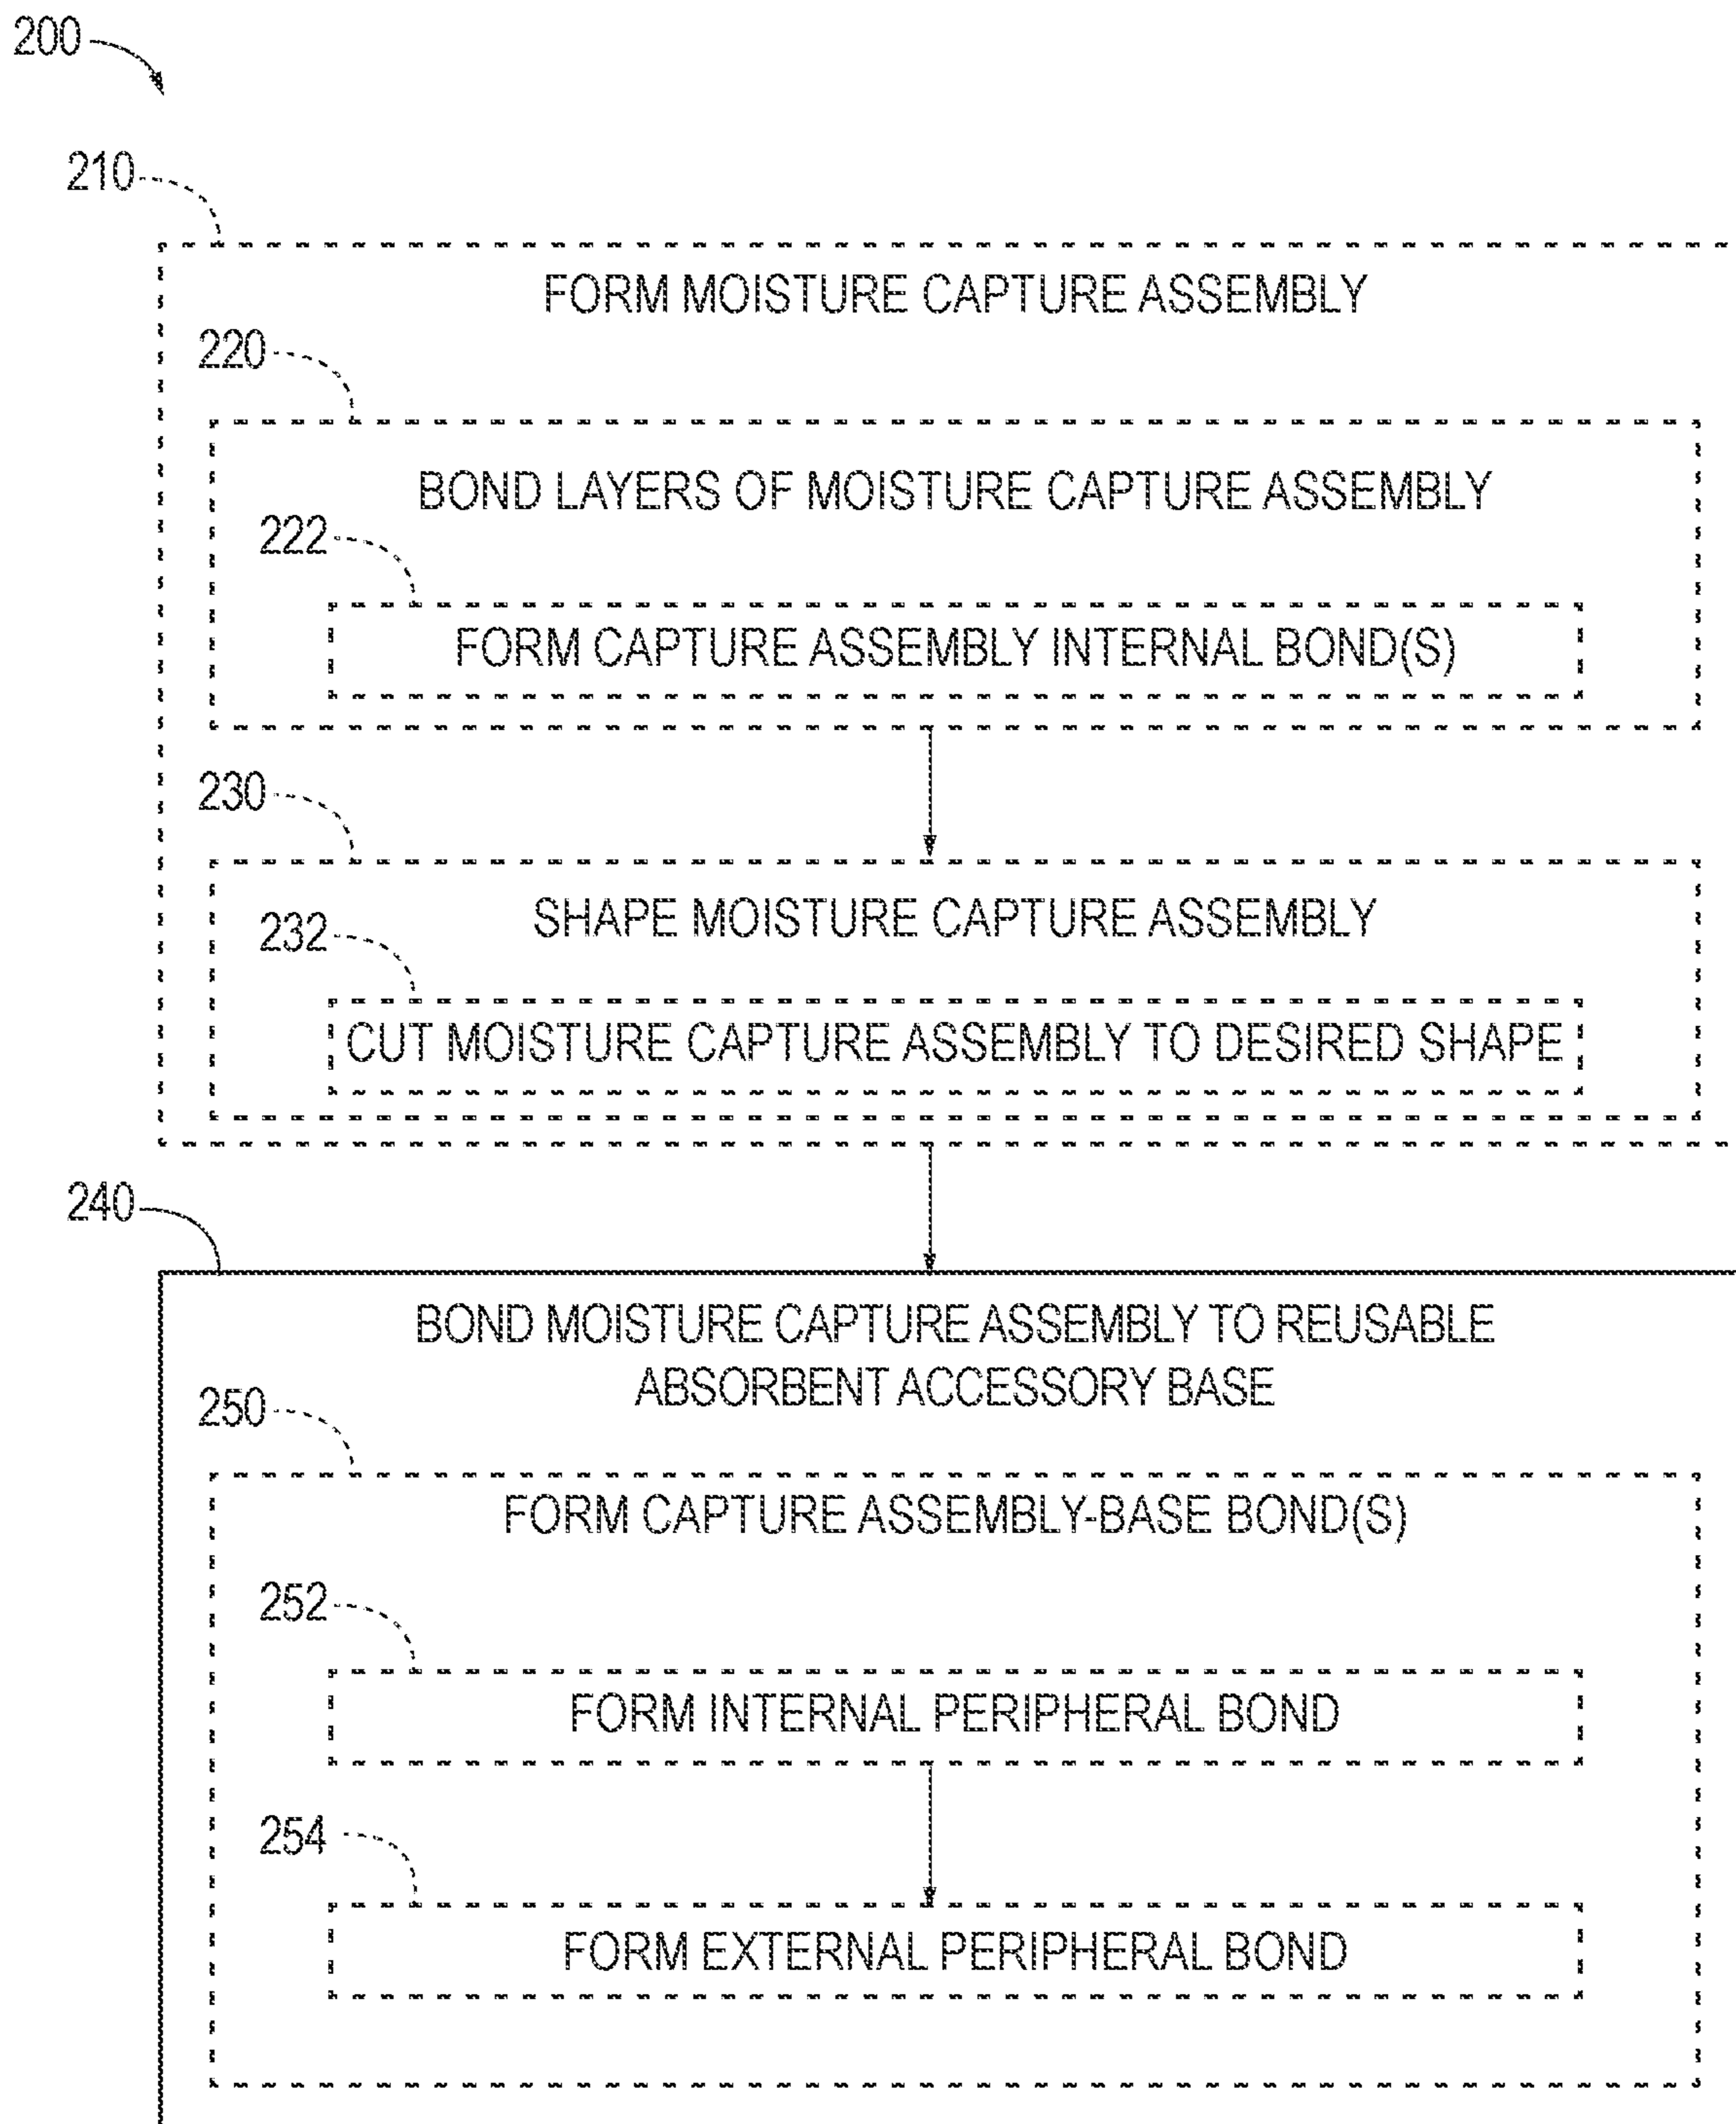 200
210
FORM MOISTURE CAPTURE ASSEMBLY
220
BOND LAYERS OF MOISTURE CAPTURE ASSEMBLY
222
FORM CAPTURE ASSEMBLY INTERNAL BOND(S)
230
SHAPE MOISTURE CAPTURE ASSEMBLY
232
CUT MOISTURE CAPTURE ASSEMBLY TO DESIRED SHAPE
240
BOND MOISTURE CAPTURE ASSEMBLY TO REUSABLE
ABSORBENT ACCESSORY BASE
250
FORM CAPTURE ASSEMBLY-BASE BOND(S)
252
FORM INTERNAL PERIPHERAL BOND
254
FORM EXTERNAL PERIPHERAL BOND